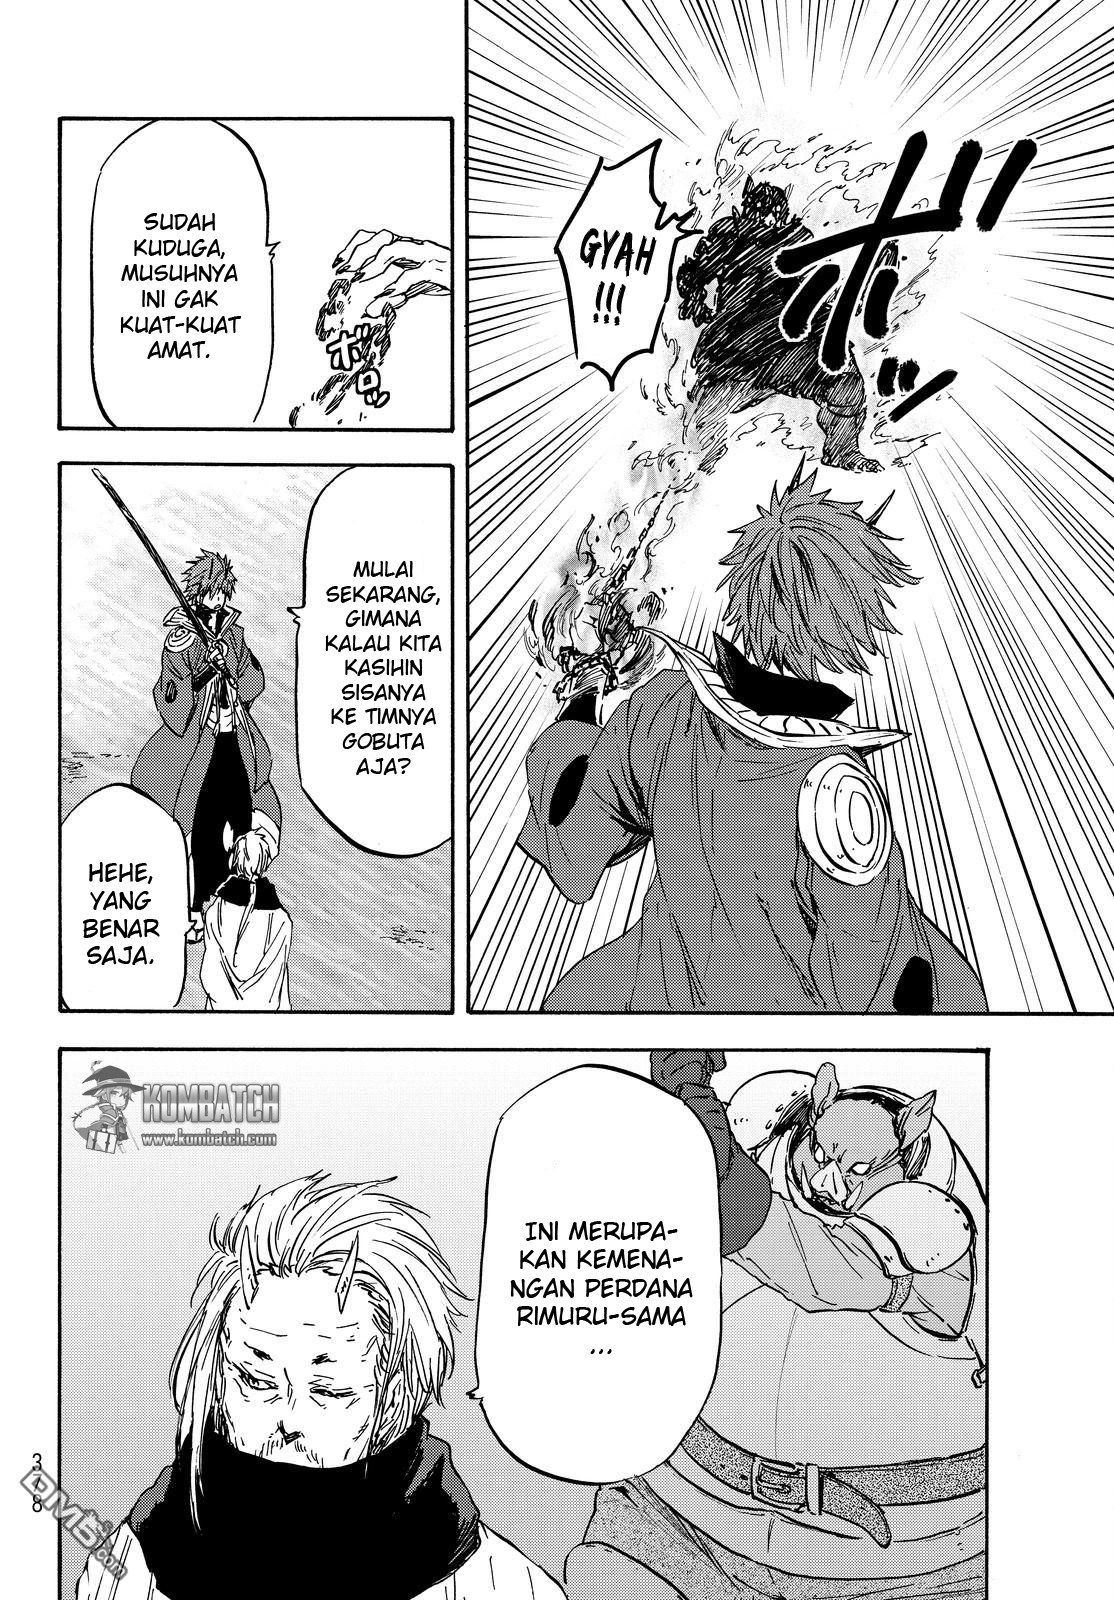 GYAH
!!!
ボッ
SUDAH
KUDUGA,
MUSUHNYA
INI GAK
KUAT-KUAT
AMAT.
ボロッ
MULAI
SEKARANG,
GIMANA
KALAU KITA
KASIHIN
SISANYA
KE TIMNYA
GOBUTA
AJA?
HEHE,
YANG
BENAR
SAJA.
KOMBATCH
www.kombatch.com
INI MERUPA-
KAN KEMENA-
NGAN PERDANA
RIMURU-SAMA
...
378